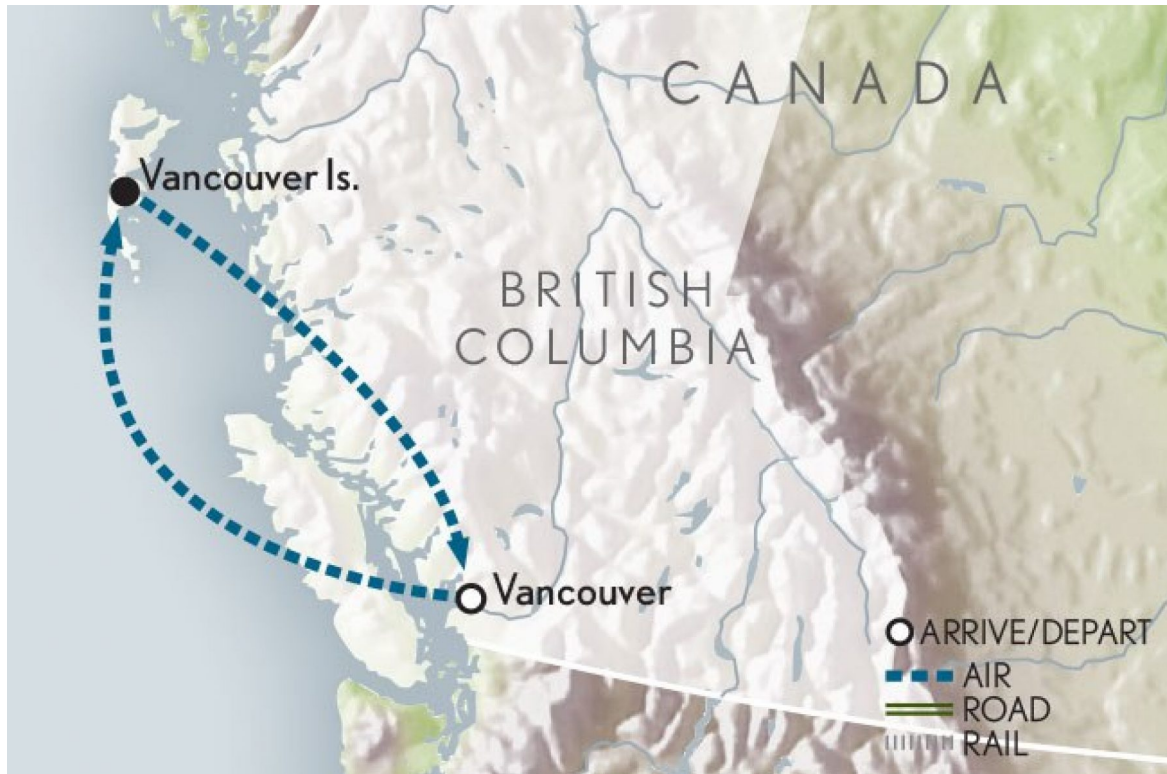 CANADA
Vancouver Is.
BRITISH
COLUMBIA
Vancouver
ARRIVE/DEPART
AIR
ROAD
RAIL